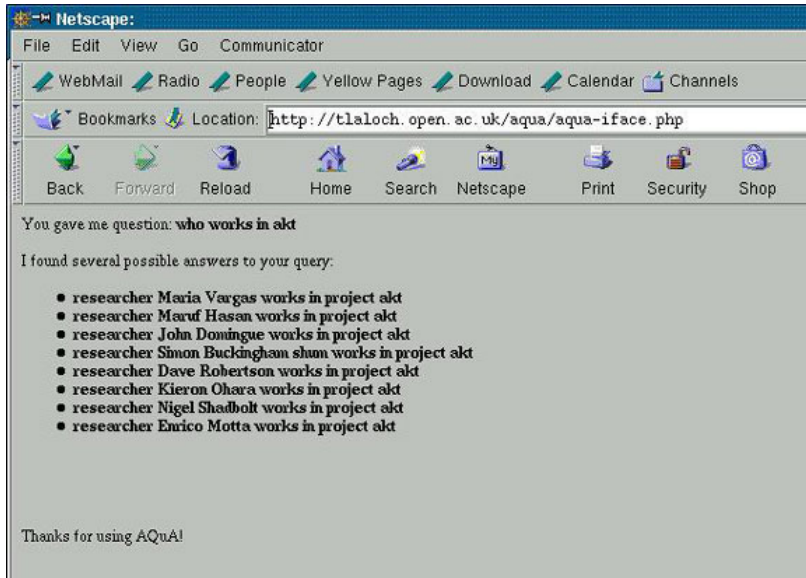 Netscape:
File Edit View Go Communicator
WebMail Radio People Yellow Pages Download Calendar Channels
Bookmarks Location: http://tlaloch.open.ac.uk/aqua/aqua-iface.php
My
Back Forward Reload Home Search Netscape Print Security Shop
You gave me question: who works in akt
I found several possible answers to your query:
• researcher Maria Vargas works in project akt
• researcher Maruf Hasan works in project akt
• researcher John Domingue works in project akt
• researcher Simon Buckingham shum works in project akt
• researcher Dave Robertson works in project akt
• researcher Kieron Ohara works in project akt
• researcher Nigel Shadbolt works in project akt
• researcher Enrico Motta works in project akt
Thanks for using AQuA!